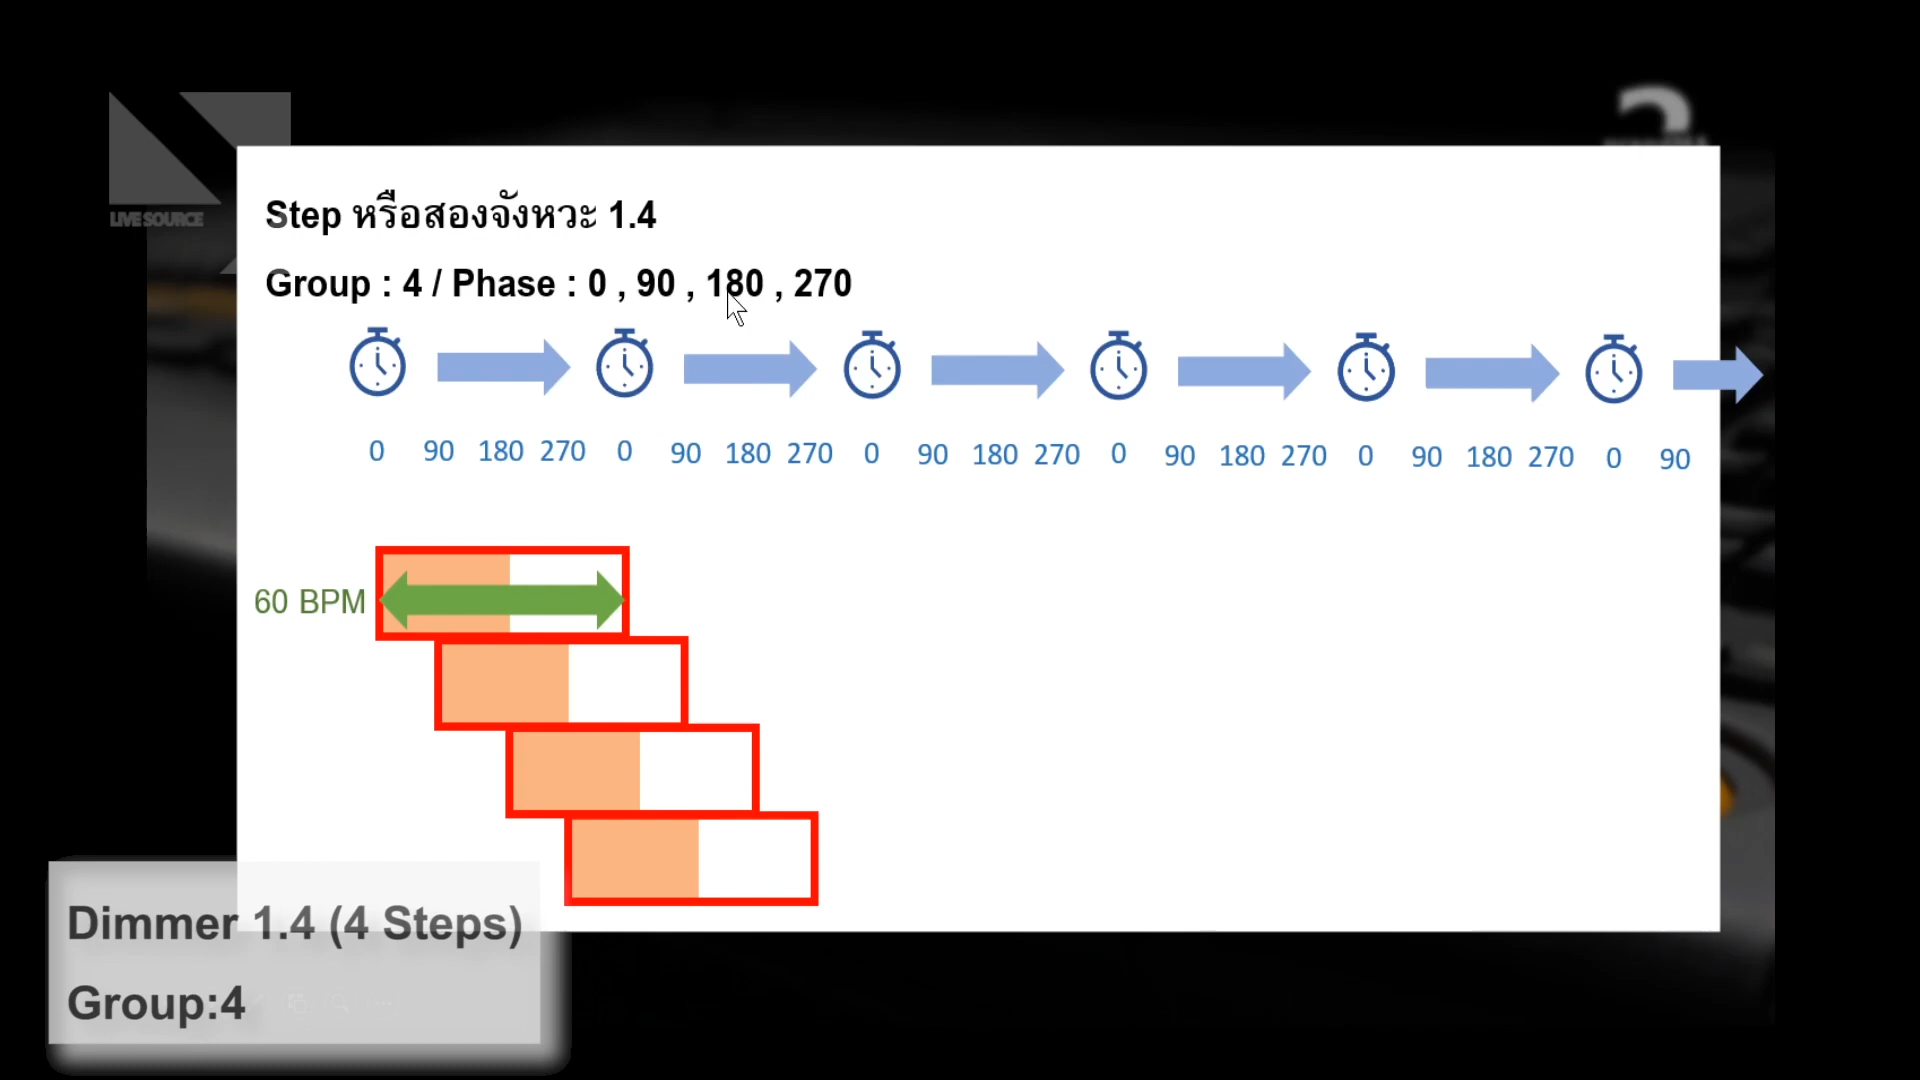 LIVE SOURCE
Step หรือสองจังหวะ 1.4
Group : 4 / Phase : 0 , 90 , 180 , 270
0 90 180 270 0 90 180 270 0 90 180 270 0 90 180 270 0 90 180 270 0 90
60 BPM
Dimmer 1.4 (4 Steps)
Group:4